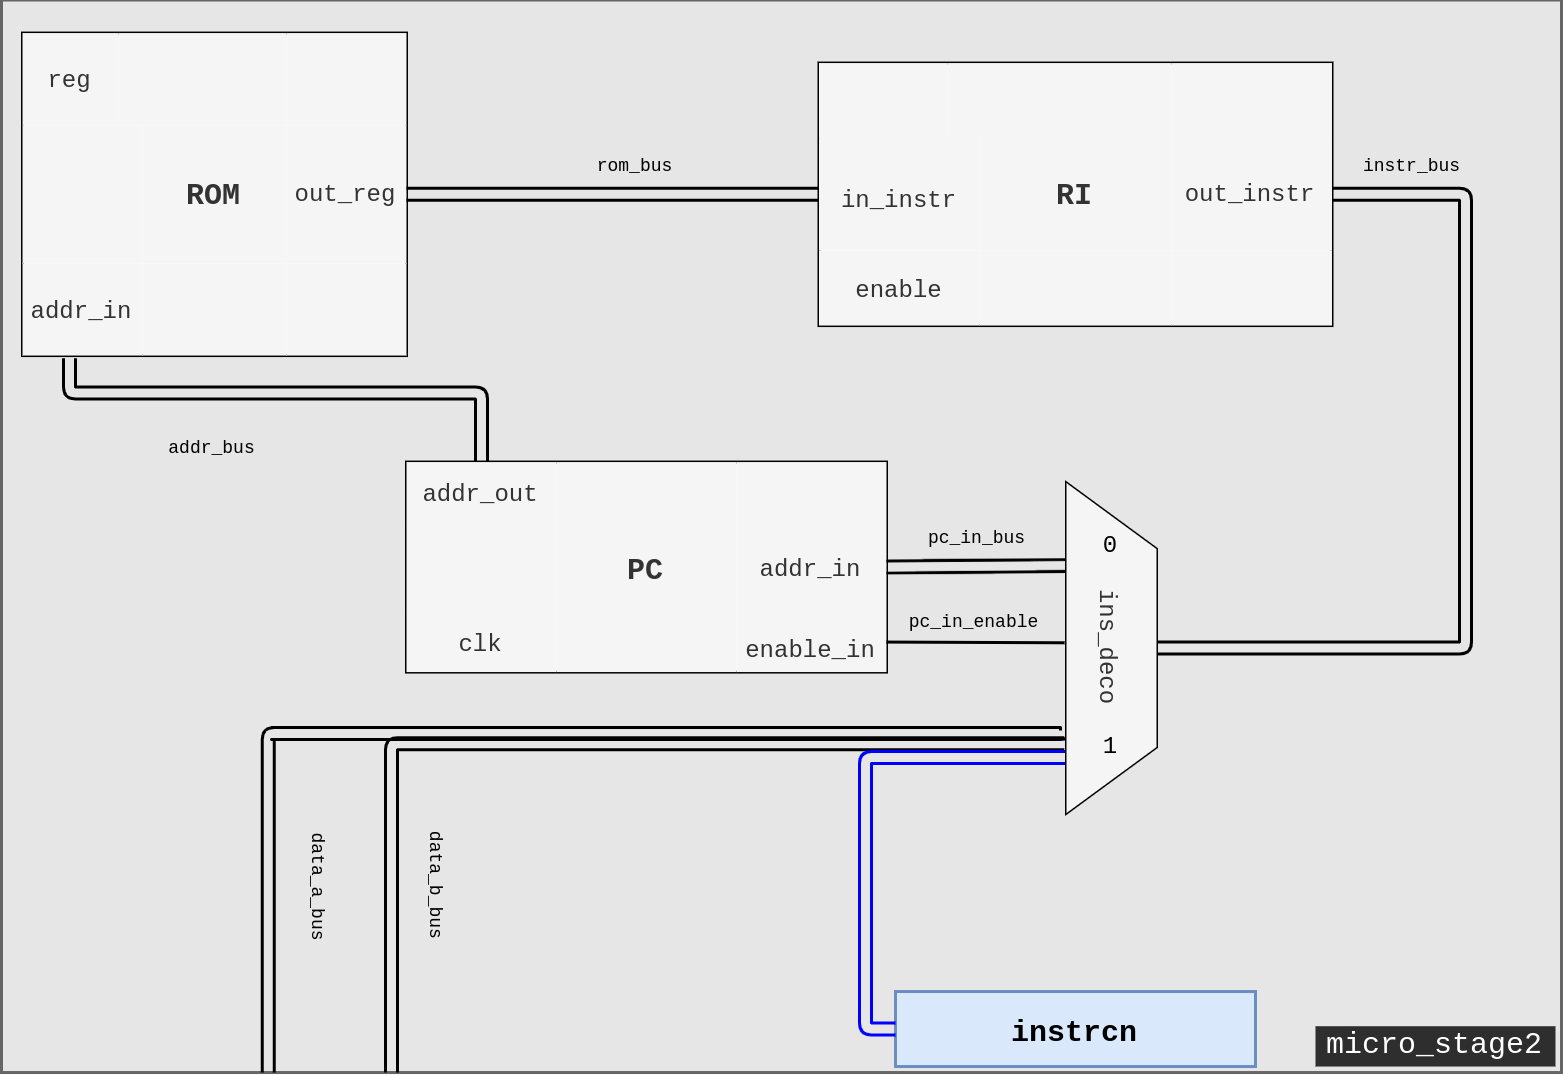 reg
ROM
out_reg
addr_in
rom_bus
in_instr
RI
out_instr
enable
instr_bus
addr_bus
addr_out
PC
addr_in
clk
enable_in
pc_in_bus
pc_in_enable
0
ins_deco
1
data_a_bus
data_b_bus
instrcn
micro_stage2